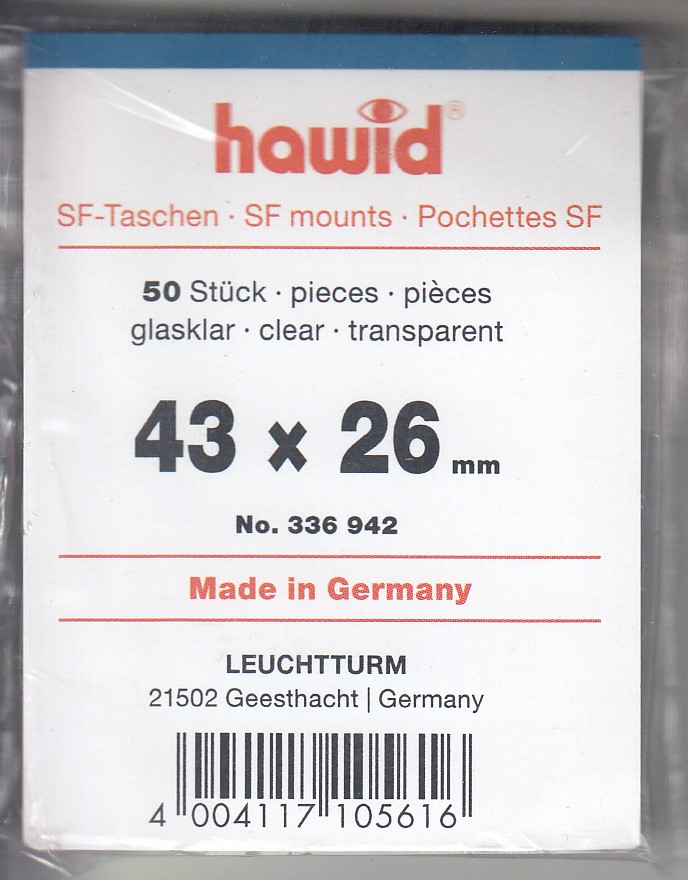 hawid®
SF-Taschen · SF mounts · Pochettes SF
50 Stück · pieces · pièces
glasklar · clear · transparent
43 x 26 mm
No. 336 942
Made in Germany
LEUCHTTURM
21502 Geesthacht | Germany
4 004117 105616